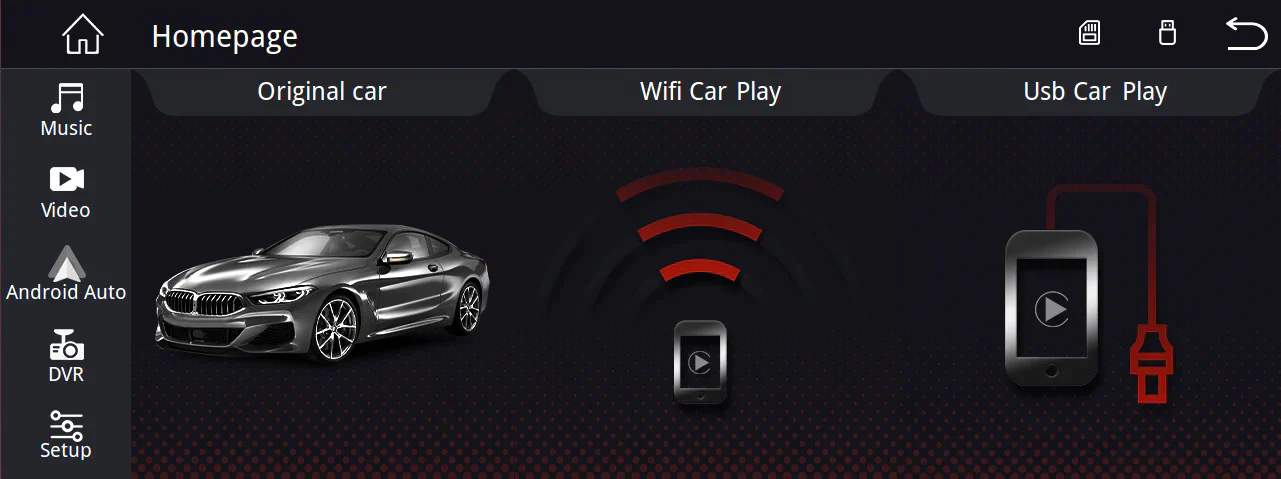 Homepage
Original car
Wifi Car Play
Usb Car Play
Music
Video
Android Auto
DVR
Setup